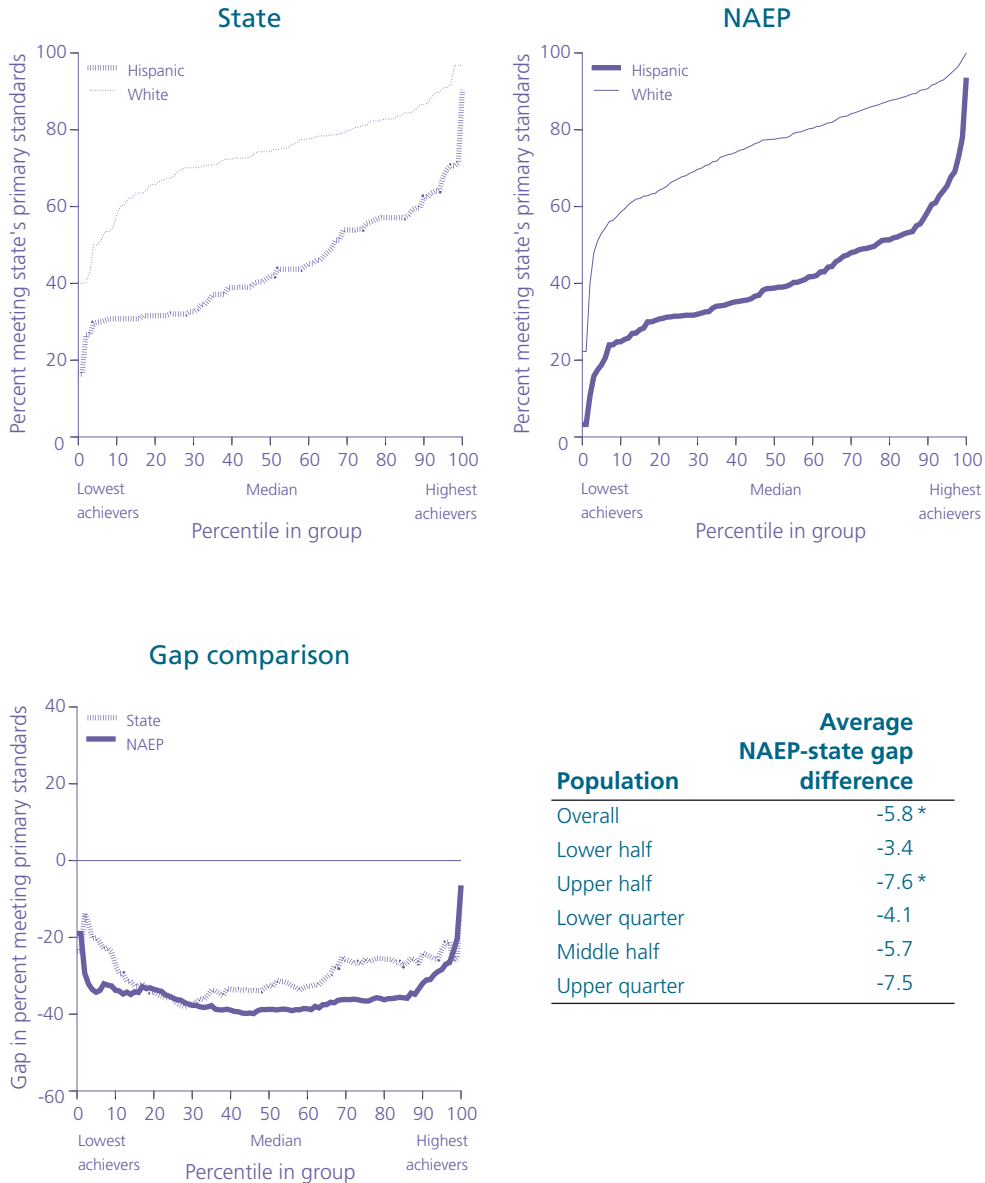 State
Percent meeting state's primary standards
100
80
60
40
20
0
Hispanic
White
0 10 20 30 40 50 60 70 80 90 100
Lowest achievers
Median
Highest achievers
Percentile in group
NAEP
Percent meeting state's primary standards
100
80
60
40
20
0
Hispanic
White
0 10 20 30 40 50 60 70 80 90 100
Lowest achievers
Median
Highest achievers
Percentile in group
Gap comparison
Gap in percent meeting primary standards
40
20
0
-20
-40
-60
State
NAEP
0 10 20 30 40 50 60 70 80 90 100
Lowest achievers
Median
Highest achievers
Percentile in group
Average
NAEP-state gap
Population difference
Overall -5.8 *
Lower half -3.4
Upper half -7.6 *
Lower quarter -4.1
Middle half -5.7
Upper quarter -7.5